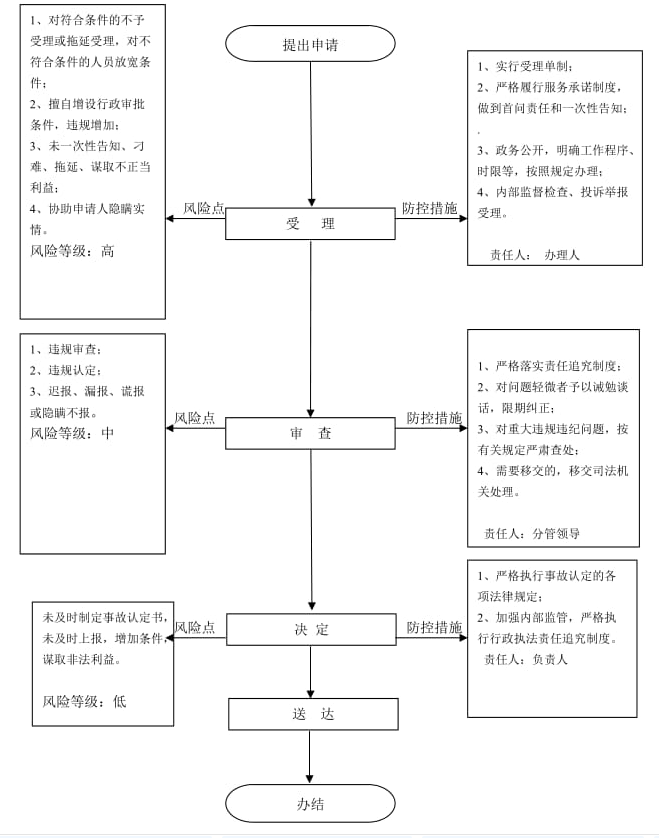 提出申请
1、对符合条件的不予
受理或拖延受理，对不
符合条件的人员放宽条
件；
2、擅自增设行政审批
条件，违规增加；
3、未一次性告知、刁
难、拖延、谋取不正当
利益；
4、协助申请人隐瞒实
情。
风险等级：高
风险点
受 理
防控措施
1、实行受理单制；
2、严格履行服务承诺制度，
做到首问责任和一次性告知；
.
3、政务公开，明确工作程序、
时限等，按照规定办理；
4、内部监督检查、投诉举报
受理。
责任人： 办理人
1、违规审查；
2、违规认定；
3、迟报、漏报、谎报
或隐瞒不报。
风险等级：中
风险点
审 查
防控措施
1、严格落实责任追究制度；
2、对问题轻微者予以诫勉谈
话，限期纠正；
3、对重大违规违纪问题，按
有关规定严肃查处；
4、需要移交的，移交司法机
关处理。
责任人：分管领导
未及时制定事故认定书，
未及时上报，增加条件，
谋取非法利益。
风险等级：低
风险点
决 定
防控措施
1、严格执行事故认定的各
项法律规定；
2、加强内部监管，严格执
行行政执法责任追究制度。
责任人：负责人
送 达
办结